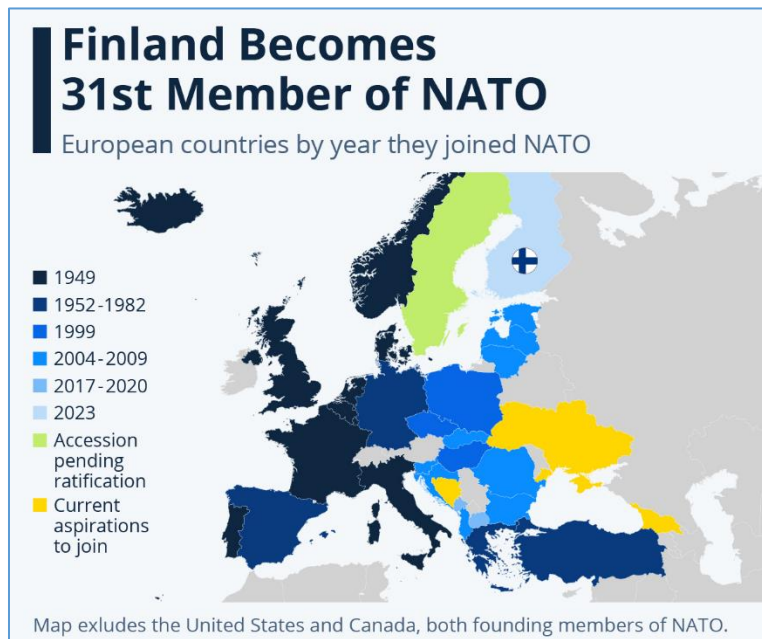 Finland Becomes
31st Member of NATO
European countries by year they joined NATO
1949
1952-1982
1999
2004-2009
2017-2020
2023
Accession
pending
ratification
Current
aspirations
to join
Map exludes the United States and Canada, both founding members of NATO.